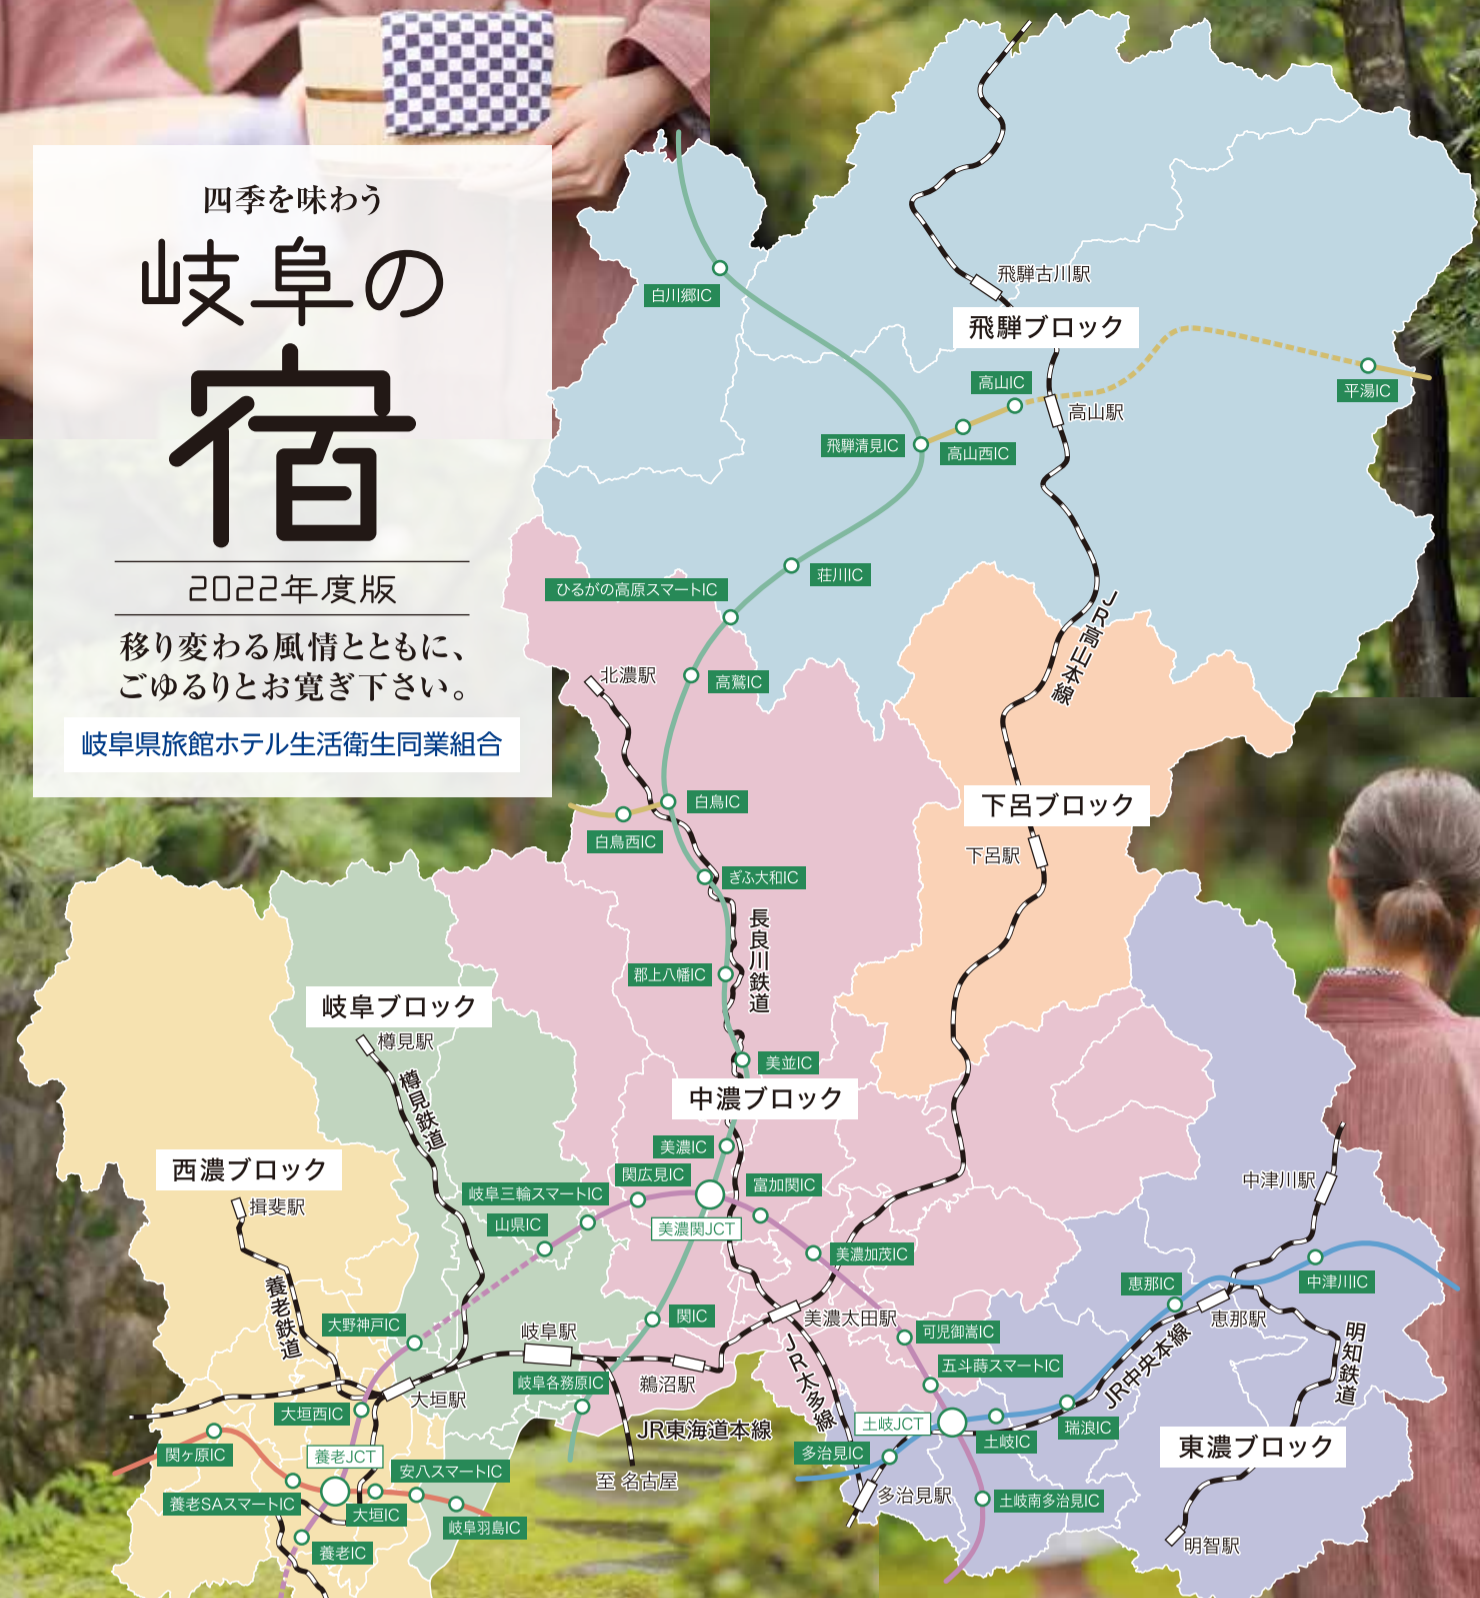 四季を味わう
岐阜の
宿
2022年度版
移り変わる風情とともに、
ごゆるりとお寛ぎ下さい。
岐阜県旅館ホテル生活衛生同業組合
飛騨古川駅
白川郷IC
飛騨ブロック
高山IC
平湯IC
高山駅
飛騨清見IC
高山西IC
荘川IC
ひるがの高原スマートIC
JR高山本線
北濃駅
高鷲IC
白鳥IC
下呂ブロック
白鳥西IC
下呂駅
ぎふ大和IC
長良川鉄道
郡上八幡IC
岐阜ブロック
樽見駅
美並IC
樽見鉄道
中濃ブロック
美濃IC
西濃ブロック
関広見IC
富加関IC
中津川駅
岐阜三輪スマートIC
揖斐駅
山県IC
美濃関JCT
美濃加茂IC
養老鉄道
恵那IC
中津川IC
大野神戸IC
関IC
美濃太田駅
恵那駅
岐阜駅
可児御嵩IC
明知鉄道
JR太多線
五斗蒔スマートIC
JR中央本線
岐阜各務原IC
鵜沼駅
大垣駅
大垣西IC
土岐JCT
瑞浪IC
JR東海道本線
土岐IC
東濃ブロック
関ヶ原IC
養老JCT
多治見IC
安八スマートIC
至 名古屋
多治見駅
土岐南多治見IC
養老SAスマートIC
大垣IC
岐阜羽島IC
明智駅
養老IC